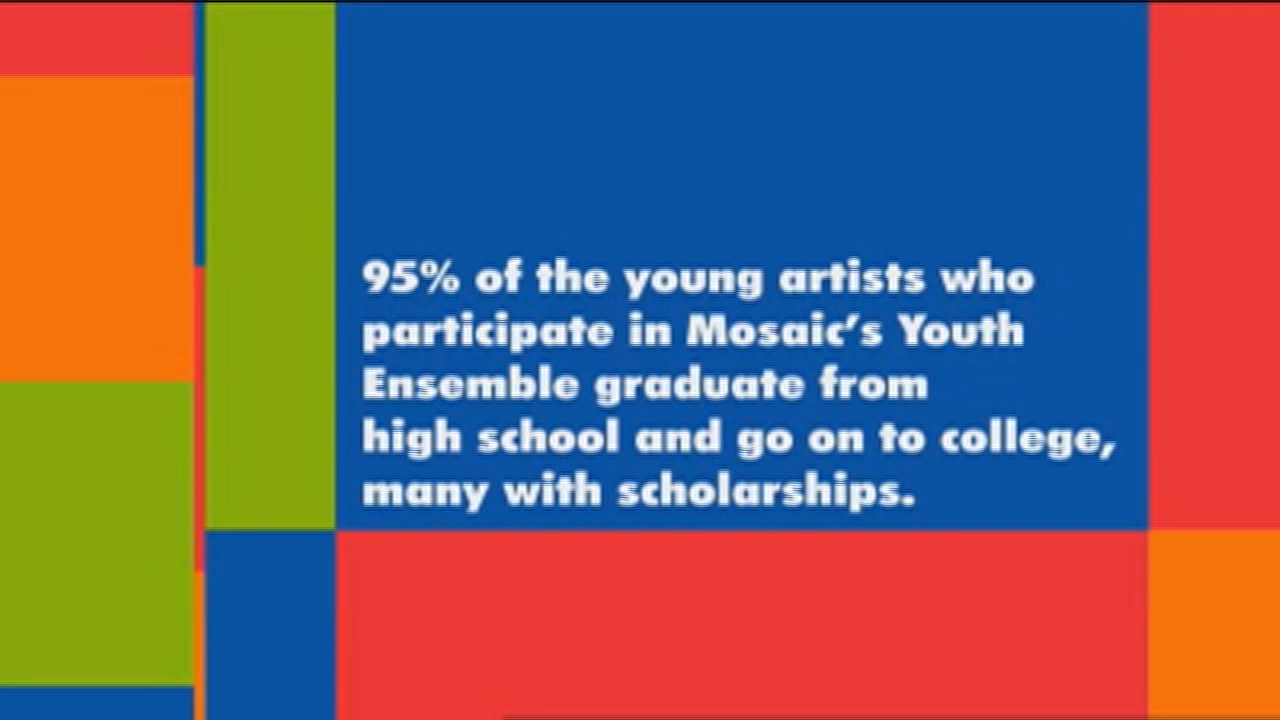 95% of the young artists who
participate in Mosaic’s Youth
Ensemble graduate from
high school and go on to college,
many with scholarships.